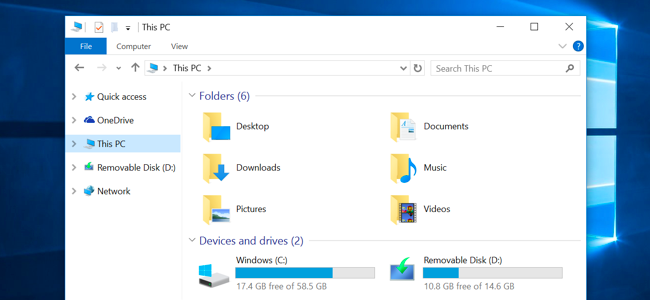 This PC
File Computer View
This PC
Search This PC
Quick access
OneDrive
This PC
Removable Disk (D:)
Network
Folders (6)
Desktop
Documents
Downloads
Music
Pictures
Videos
Devices and drives (2)
Windows (C:)
17.4 GB free of 58.5 GB
Removable Disk (D:)
10.8 GB free of 14.6 GB